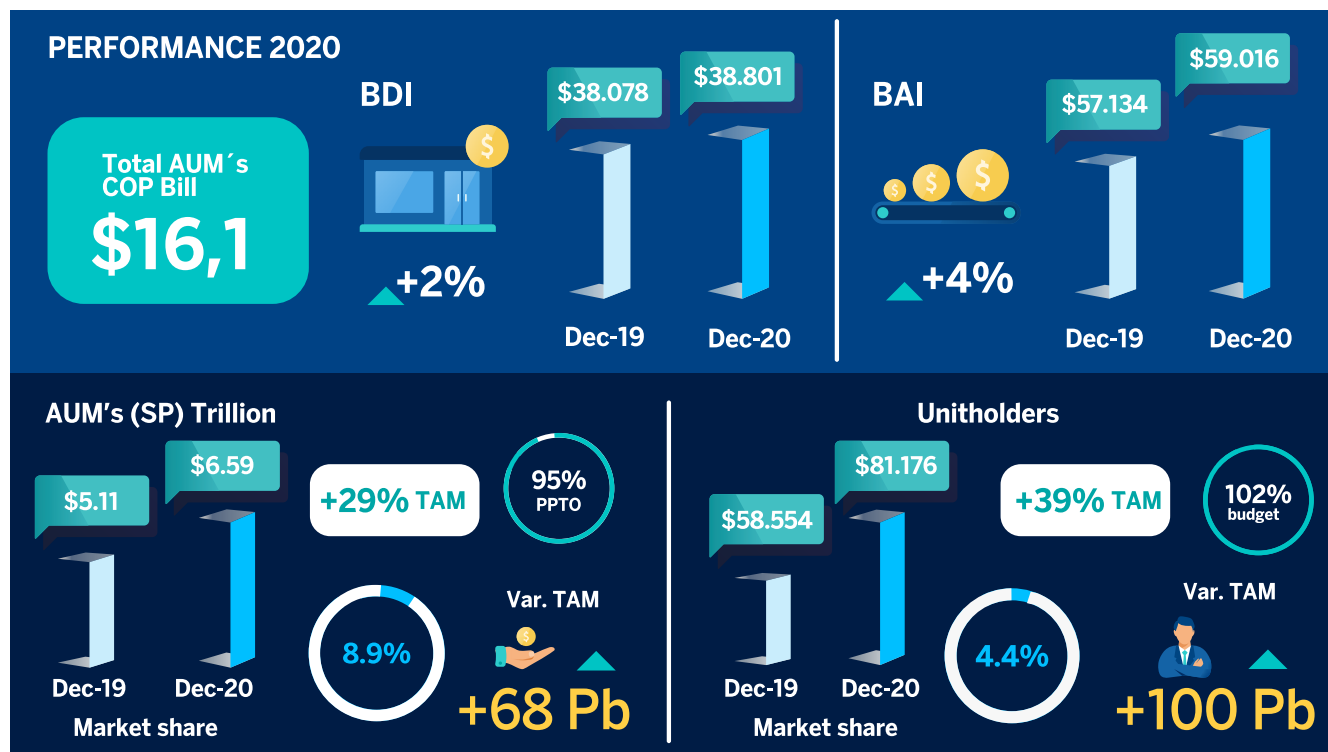 PERFORMANCE 2020
Total AUM´s
COP Bill
$16,1
BDI
$
+2%
$38.078
$38.801
Dec-19
Dec-20
BAI
$
$
$
+4%
$57.134
$59.016
Dec-19
Dec-20
AUM's (SP) Trillion
$5.11
$6.59
Dec-19
Dec-20
Market share
+29% TAM
95%
PPTO
8.9%
Var. TAM
$
+68 Pb
Unitholders
$58.554
$81.176
Dec-19
Dec-20
Market share
+39% TAM
102%
budget
4.4%
Var. TAM
+100 Pb